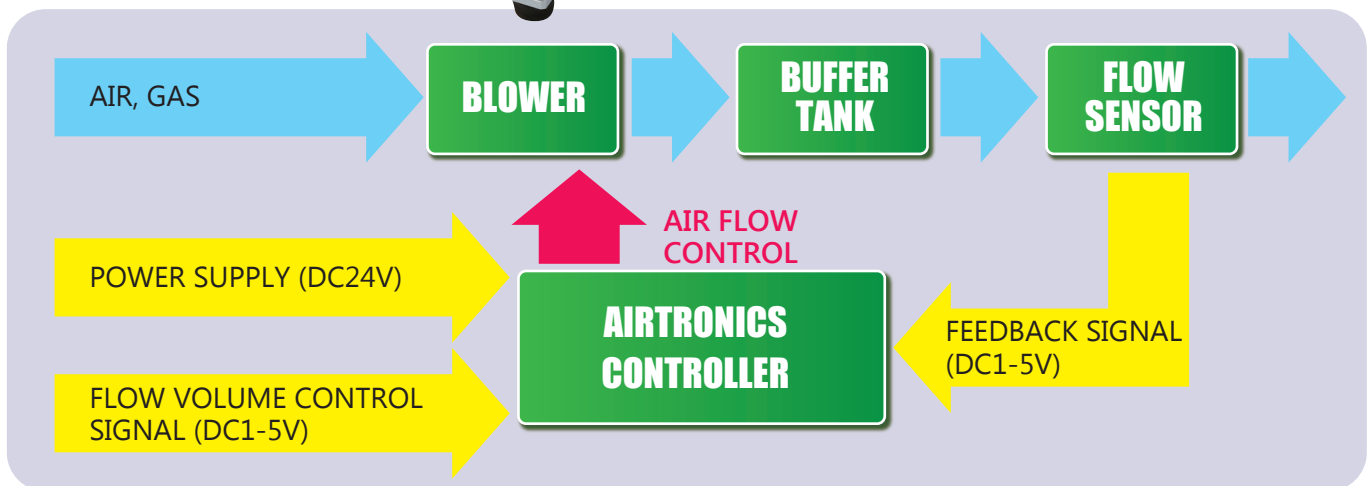 AIR, GAS
BLOWER
BUFFER
TANK
FLOW
SENSOR
AIR FLOW
CONTROL
POWER SUPPLY (DC24V)
AIRTRONICS
CONTROLLER
FEEDBACK SIGNAL
(DC1-5V)
FLOW VOLUME CONTROL
SIGNAL (DC1-5V)